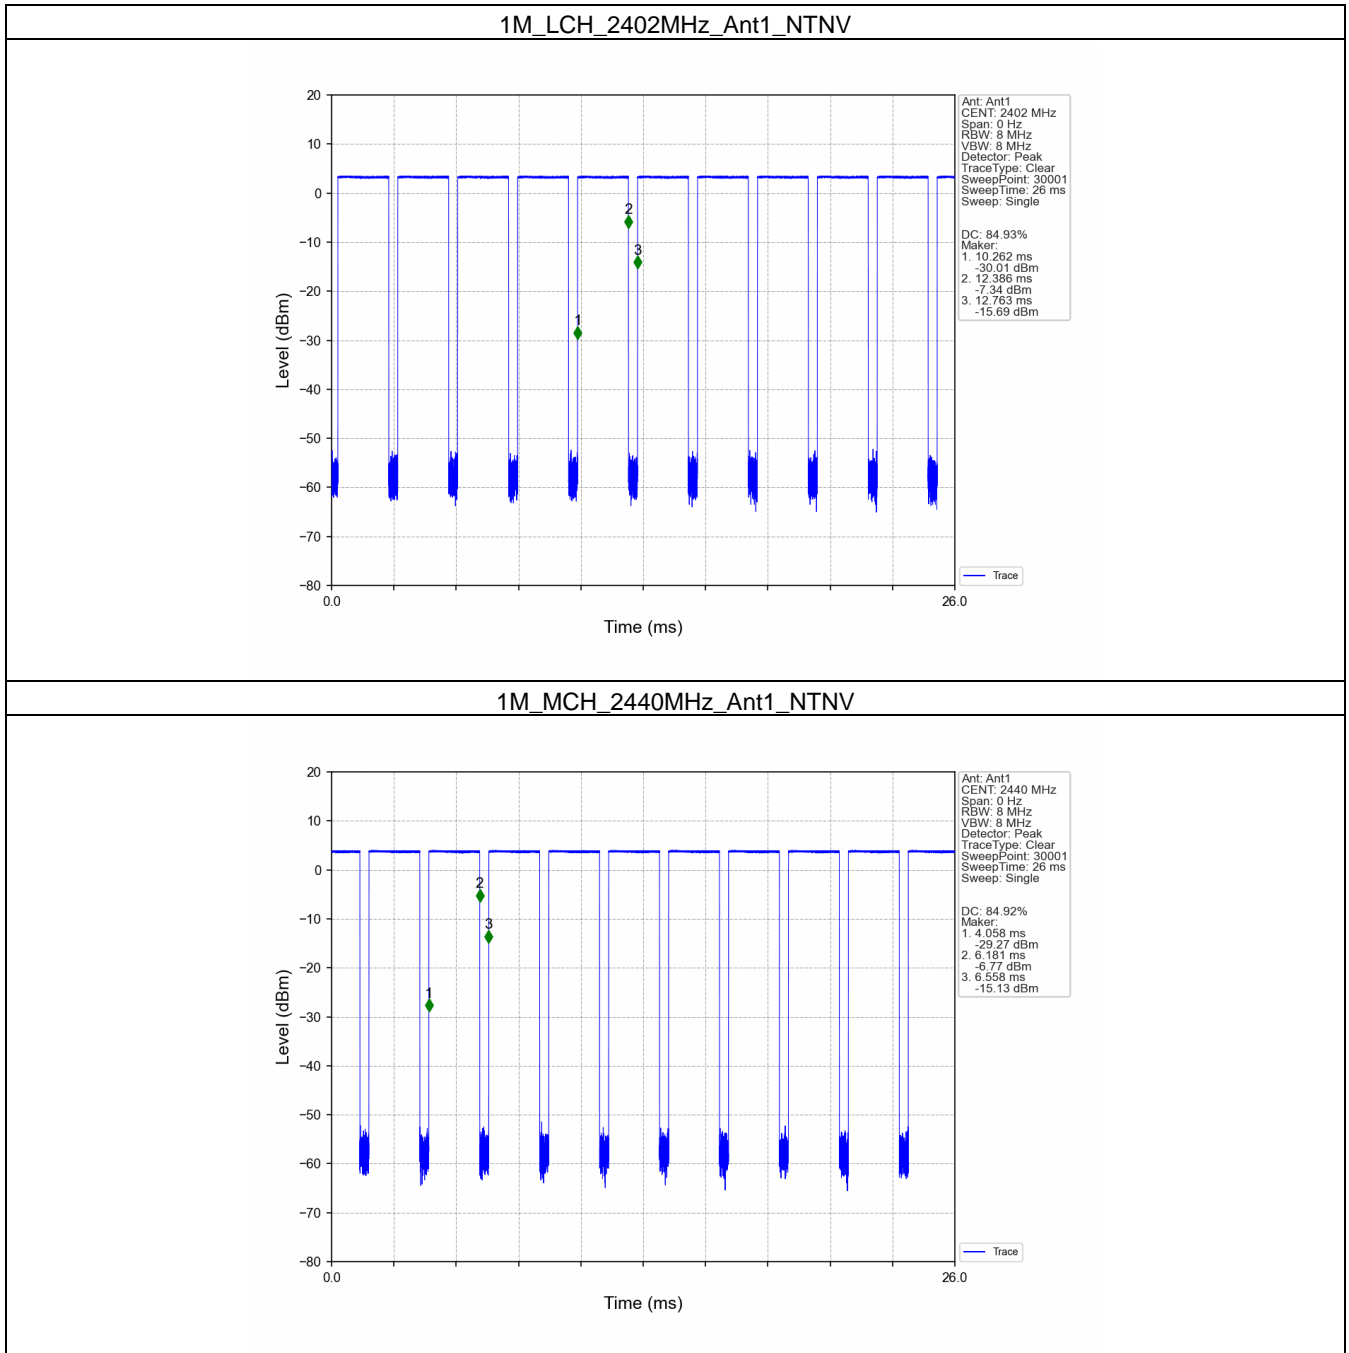 1M_LCH_2402MHz_Ant1_NTNV
20
10
0
−10
−20
−30
−40
−50
−60
−70
−80
Level (dBm)
1
2
3
0.0
26.0
Time (ms)
Ant: Ant1
CENT: 2402 MHz
Span: 0 Hz
RBW: 8 MHz
VBW: 8 MHz
Detector: Peak
TraceType: Clear
SweepPoint: 30001
SweepTime: 26 ms
Sweep: Single
DC: 84.93%
Maker:
1. 10.262 ms
-30.01 dBm
2. 12.386 ms
-7.34 dBm
3. 12.763 ms
-15.69 dBm
Trace
1M_MCH_2440MHz_Ant1_NTNV
20
10
0
−10
−20
−30
−40
−50
−60
−70
−80
Level (dBm)
1
2
3
0.0
26.0
Time (ms)
Ant: Ant1
CENT: 2440 MHz
Span: 0 Hz
RBW: 8 MHz
VBW: 8 MHz
Detector: Peak
TraceType: Clear
SweepPoint: 30001
SweepTime: 26 ms
Sweep: Single
DC: 84.92%
Maker:
1. 4.058 ms
-29.27 dBm
2. 6.181 ms
-6.77 dBm
3. 6.558 ms
-15.13 dBm
Trace